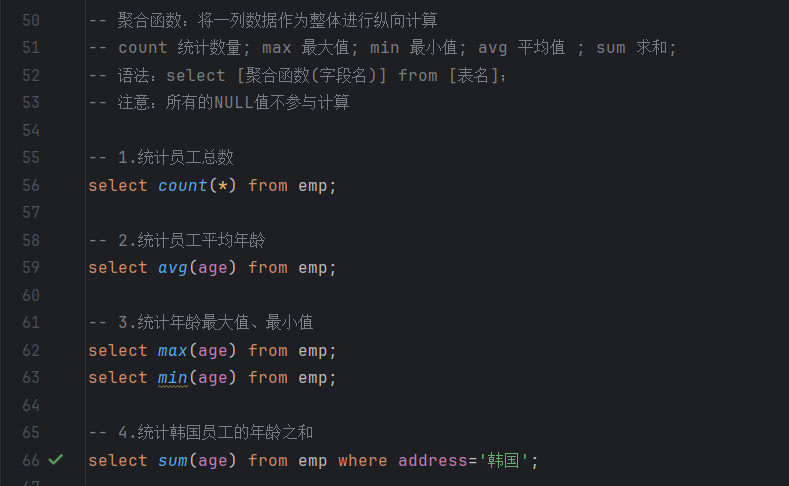 50 -- 聚合函数：将一列数据作为整体进行纵向计算
51 -- count 统计数量; max 最大值; min 最小值; avg 平均值 ; sum 求和;
52 -- 语法：select [聚合函数(字段名)] from [表名];
53 -- 注意：所有的NULL值不参与计算
54
55 -- 1.统计员工总数
56 select count(*) from emp;
57
58 -- 2.统计员工平均年龄
59 select avg(age) from emp;
60
61 -- 3.统计年龄最大值、最小值
62 select max(age) from emp;
63 select min(age) from emp;
64
65 -- 4.统计韩国员工的年龄之和
66 select sum(age) from emp where address='韩国';